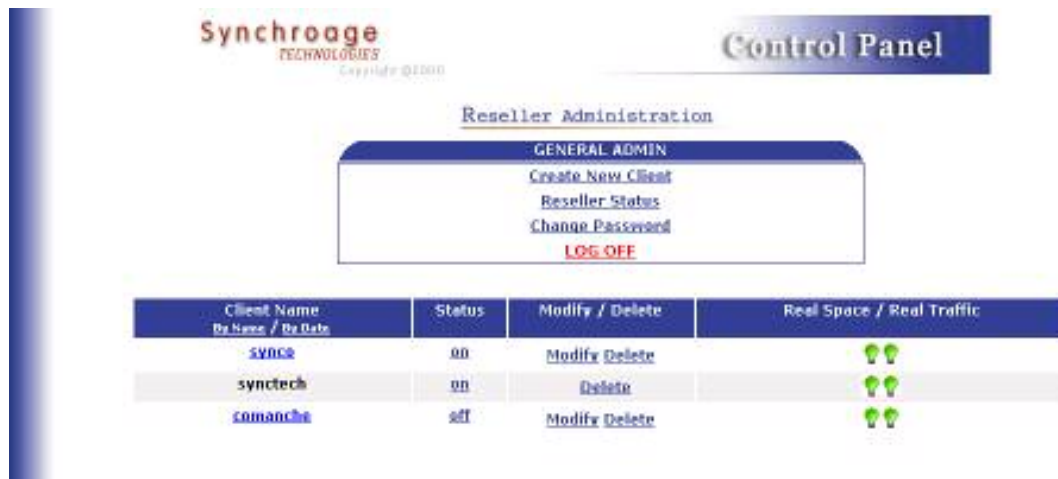 Synchroage
TECHNOLOGIES
Copyright @2000
Control Panel
Reseller Administration
GENERAL ADMIN
Create New Client
Reseller Status
Change Password
LOG OFF
Client Name Status Modify / Delete Real Space / Real Traffic
By Name / By Date
synco on Modify Delete
synctech on Delete
comanche off Modify Delete